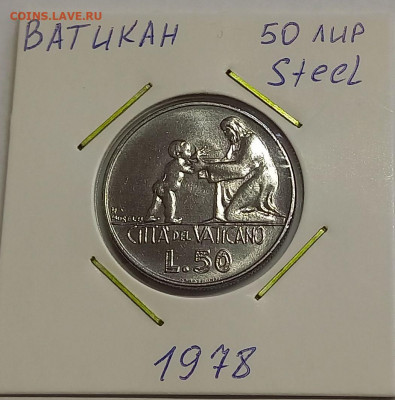 COINS.LAVE.RU
ВАТИКАН
50 лир
Steel
CITTA DEL VATICANO
L.50
1978